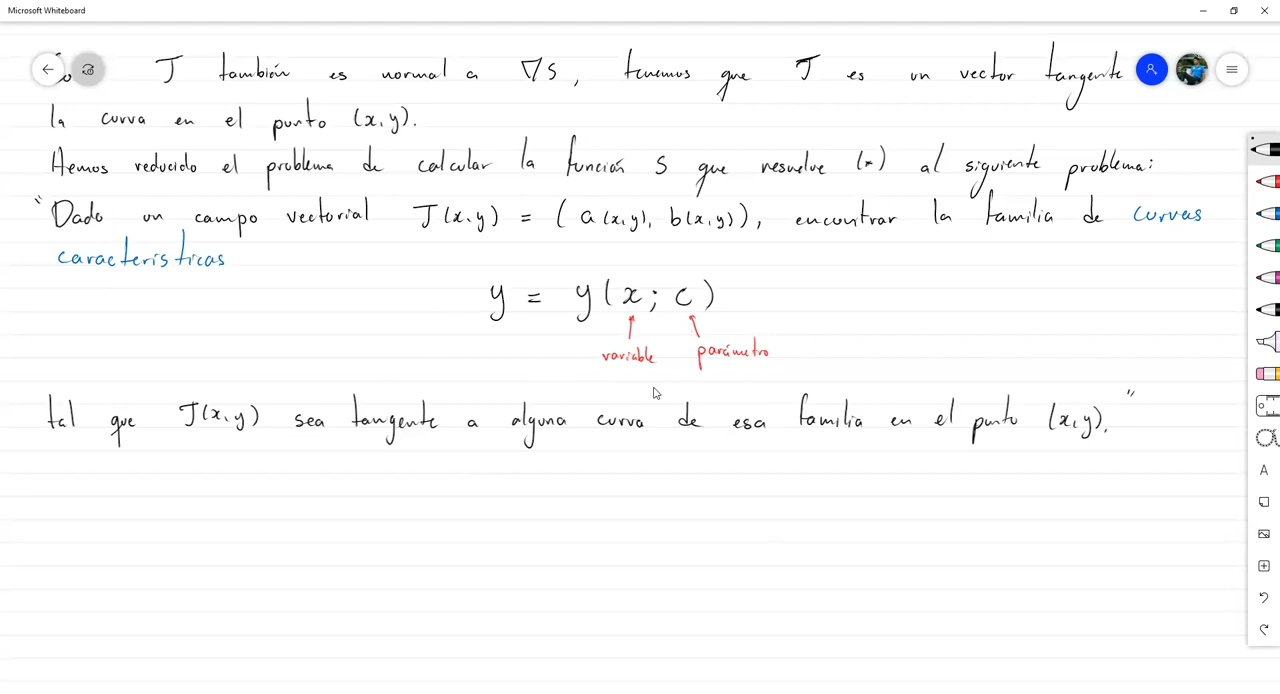 Microsoft Whiteboard
J también es normal a ∇S, tenemos que J es un vector tangente
la curva en el punto (x,y).
Hemos reducido el problema de calcular la función S que resuelve (*) al siguiente problema:
"Dado un campo vectorial J(x,y) = (a(x,y), b(x,y)), encontrar la familia de curvas
características
y = y(x; c)
variable parámetro
tal que J(x,y) sea tangente a alguna curva de esa familia en el punto (x,y)."
A